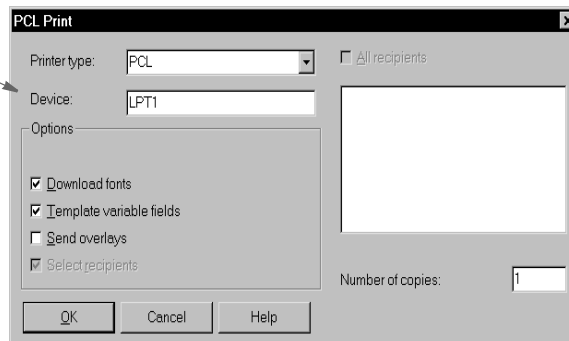 PCL Print
Printer type:
PCL
All recipients
Device:
LPT1
Options
Download fonts
Template variable fields
Send overlays
Select recipients
Number of copies:
1
OK
Cancel
Help